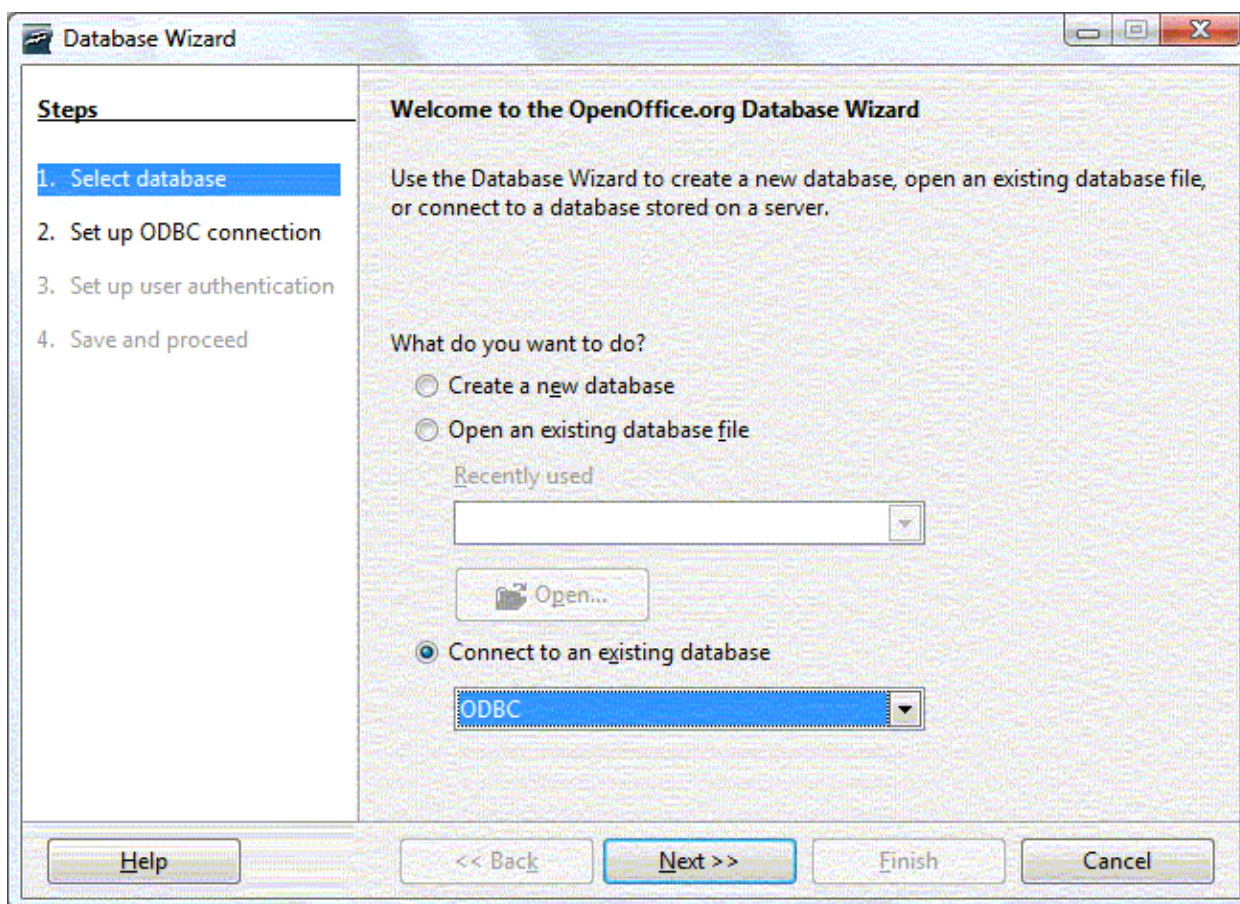 Database Wizard
Steps
1. Select database
2. Set up ODBC connection
3. Set up user authentication
4. Save and proceed
Welcome to the OpenOffice.org Database Wizard
Use the Database Wizard to create a new database, open an existing database file,
or connect to a database stored on a server.
What do you want to do?
Create a new database
Open an existing database file
Recently used
Open...
Connect to an existing database
ODBC
Help
<< Back
Next >>
Finish
Cancel